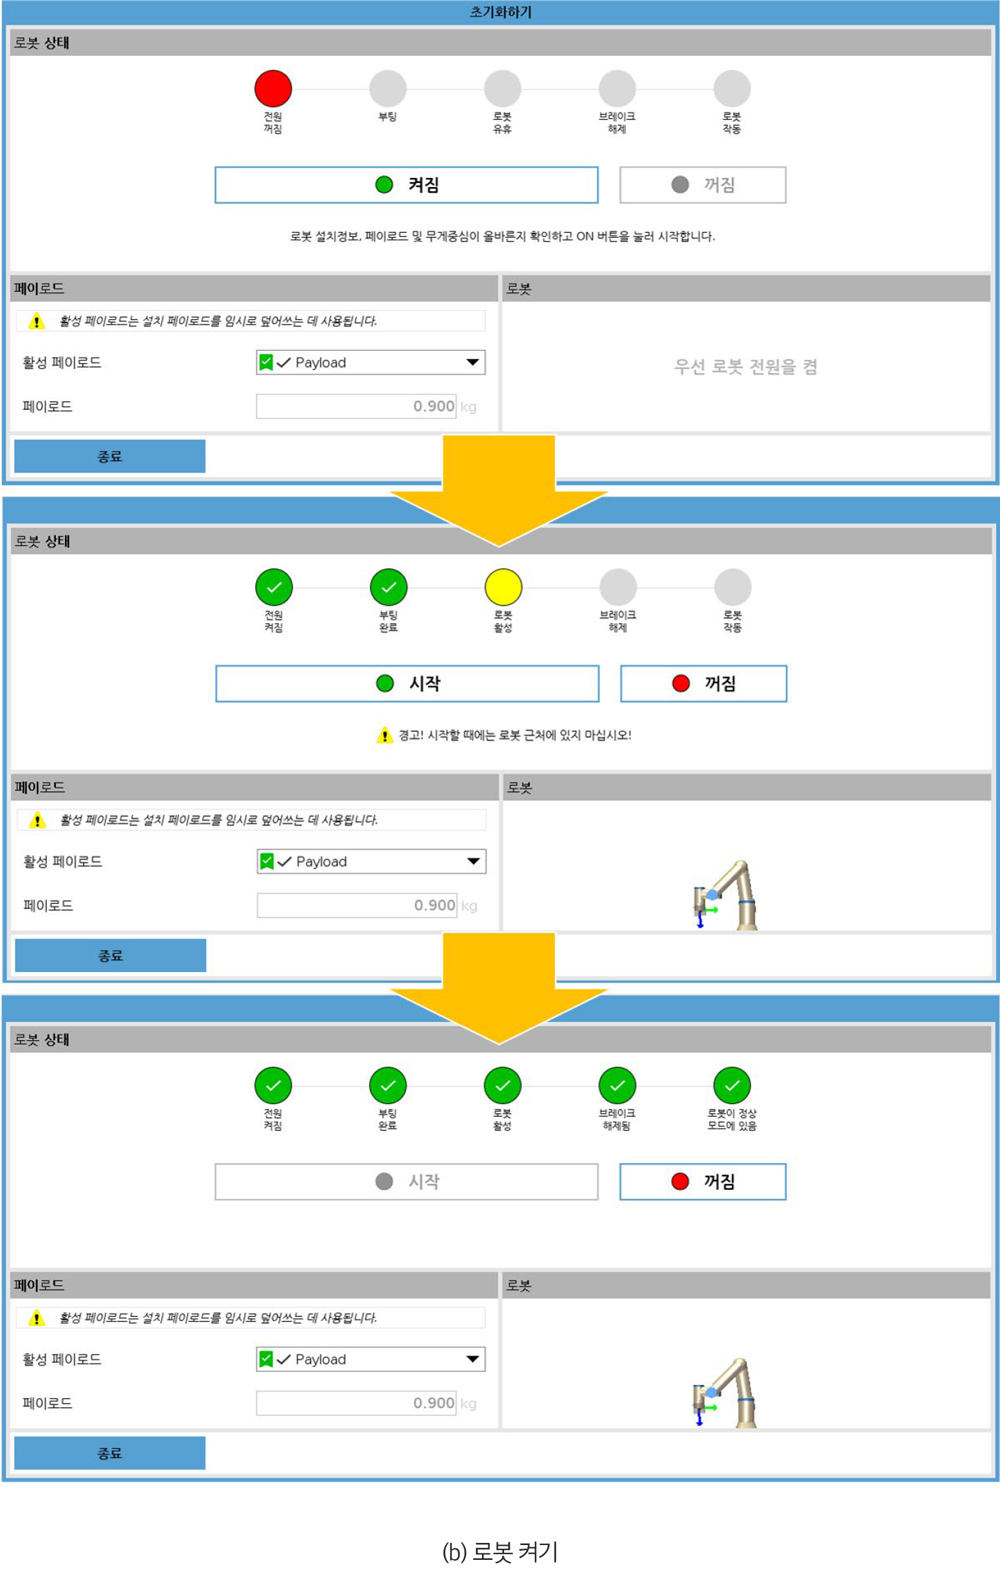 초기화하기
로봇 상태
전원 꺼짐
부팅
로봇 유휴
브레이크 해제
로봇 작동
켜짐
꺼짐
로봇 설치정보, 페이로드 및 무게중심이 올바른지 확인하고 ON 버튼을 눌러 시작합니다.
페이로드
로봇
활성 페이로드는 설치 페이로드를 임시로 덮어쓰는 데 사용됩니다.
활성 페이로드
Payload
우선 로봇 전원을 켬
페이로드
0.900 kg
종료
로봇 상태
전원 켜짐
부팅 완료
로봇 활성
브레이크 해제
로봇 작동
시작
꺼짐
경고! 시작할 때에는 로봇 근처에 있지 마십시오!
페이로드
로봇
활성 페이로드는 설치 페이로드를 임시로 덮어쓰는 데 사용됩니다.
활성 페이로드
Payload
페이로드
0.900 kg
종료
로봇 상태
전원 켜짐
부팅 완료
로봇 활성
브레이크 해제됨
로봇이 정상 모드에 있음
시작
꺼짐
페이로드
로봇
활성 페이로드는 설치 페이로드를 임시로 덮어쓰는 데 사용됩니다.
활성 페이로드
Payload
페이로드
0.900 kg
종료
(b) 로봇 켜기